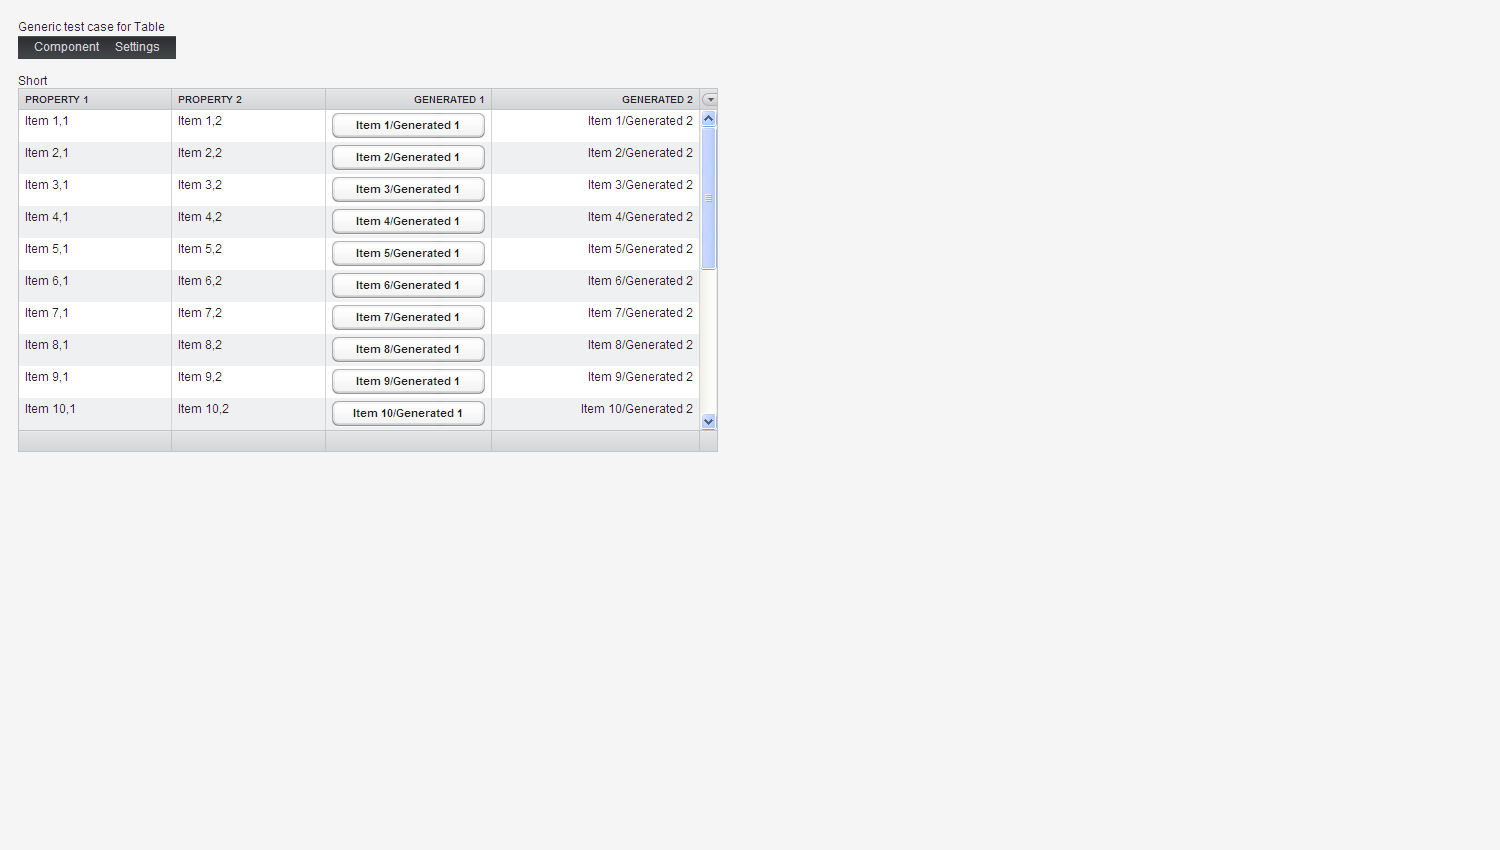 Generic test case for Table
Component Settings
Short
PROPERTY 1 PROPERTY 2 GENERATED 1 GENERATED 2
Item 1,1 Item 1,2 Item 1/Generated 1 Item 1/Generated 2
Item 2,1 Item 2,2 Item 2/Generated 1 Item 2/Generated 2
Item 3,1 Item 3,2 Item 3/Generated 1 Item 3/Generated 2
Item 4,1 Item 4,2 Item 4/Generated 1 Item 4/Generated 2
Item 5,1 Item 5,2 Item 5/Generated 1 Item 5/Generated 2
Item 6,1 Item 6,2 Item 6/Generated 1 Item 6/Generated 2
Item 7,1 Item 7,2 Item 7/Generated 1 Item 7/Generated 2
Item 8,1 Item 8,2 Item 8/Generated 1 Item 8/Generated 2
Item 9,1 Item 9,2 Item 9/Generated 1 Item 9/Generated 2
Item 10,1 Item 10,2 Item 10/Generated 1 Item 10/Generated 2